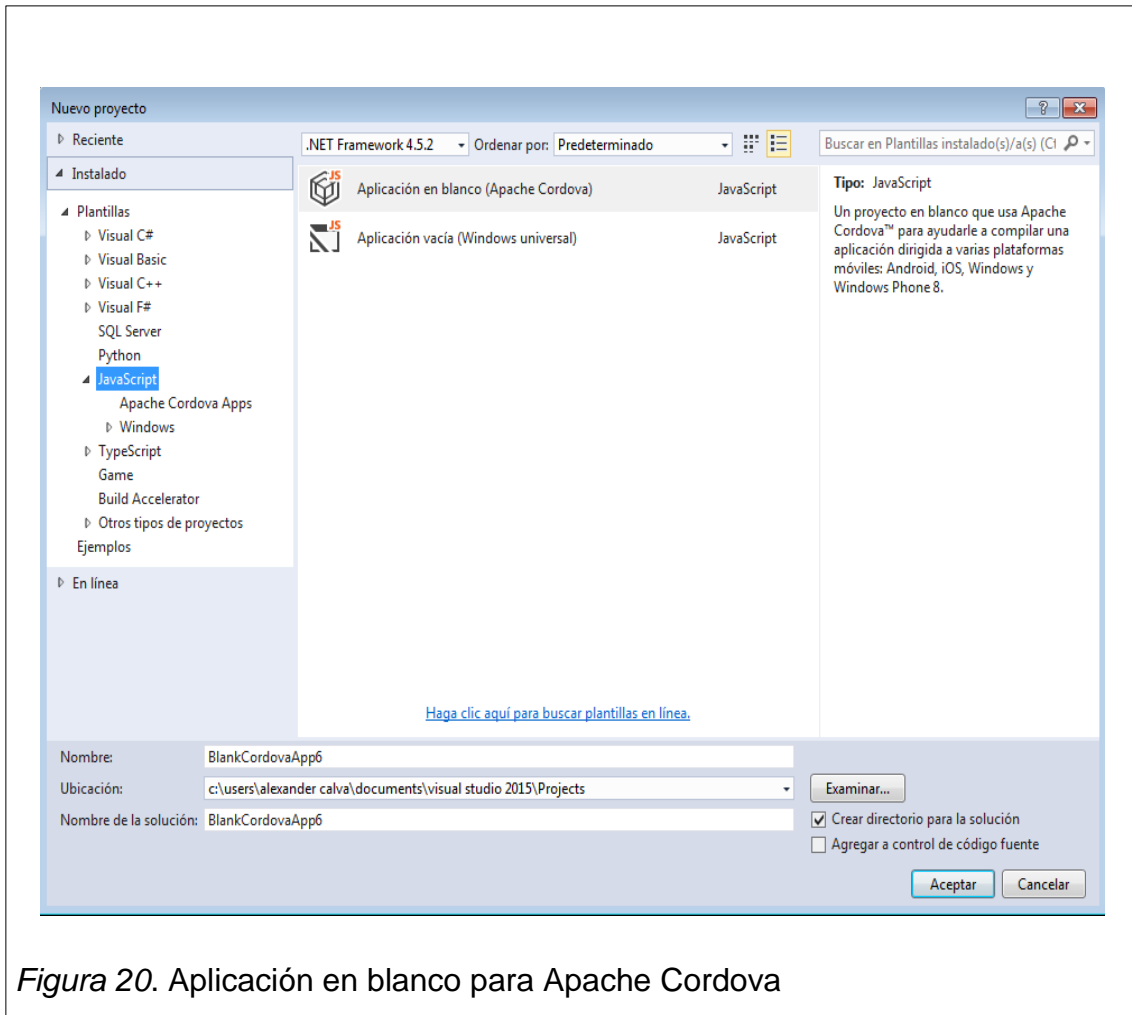 Nuevo proyecto
Reciente
.NET Framework 4.5.2
Ordenar por: Predeterminado
Buscar en Plantillas instalado(s)/a(s) (Ct
Instalado
Plantillas
Visual C#
Visual Basic
Visual C++
Visual F#
SQL Server
Python
JavaScript
Apache Cordova Apps
Windows
TypeScript
Game
Build Accelerator
Otros tipos de proyectos
Ejemplos
En línea
JS
Aplicación en blanco (Apache Cordova) JavaScript
JS
Aplicación vacía (Windows universal) JavaScript
Haga clic aquí para buscar plantillas en línea.
Tipo: JavaScript
Un proyecto en blanco que usa Apache
Cordova™ para ayudarle a compilar una
aplicación dirigida a varias plataformas
móviles: Android, iOS, Windows y
Windows Phone 8.
Nombre: BlankCordovaApp6
Ubicación: c:\users\alexander calva\documents\visual studio 2015\Projects
Examinar...
Nombre de la solución: BlankCordovaApp6
Crear directorio para la solución
Agregar a control de código fuente
Aceptar Cancelar
Figura 20. Aplicación en blanco para Apache Cordova